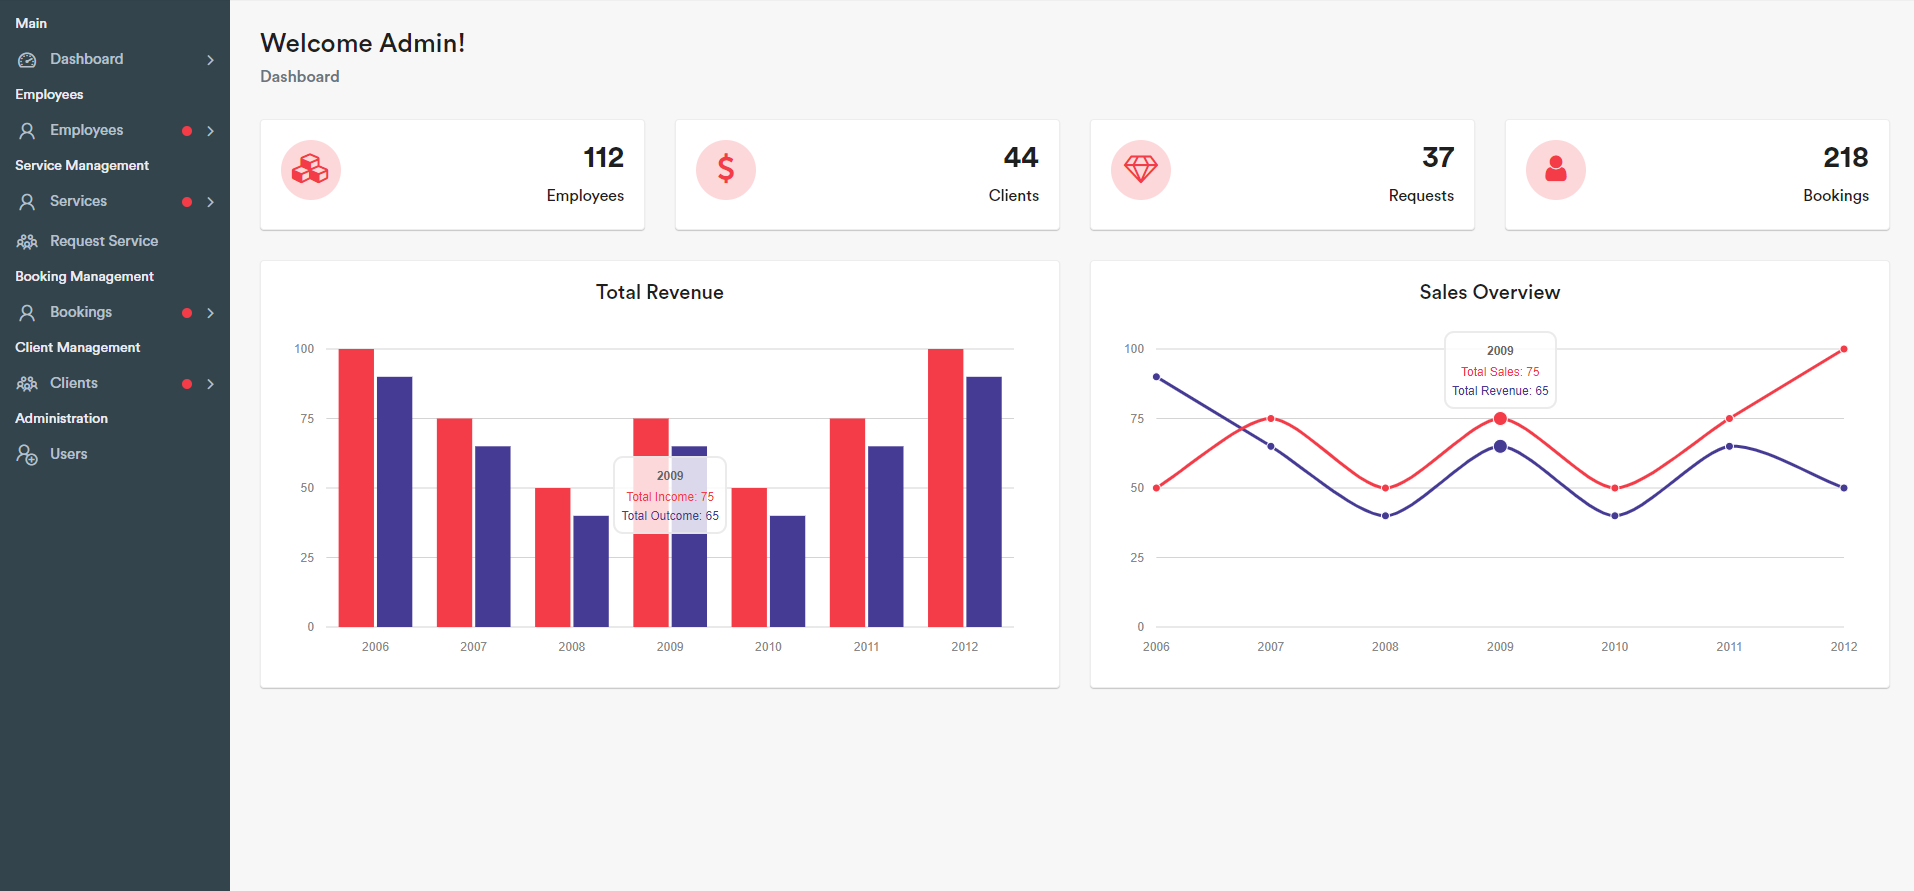 Main
Dashboard
Employees
Employees
Service Management
Services
Request Service
Booking Management
Bookings
Client Management
Clients
Administration
Users
Welcome Admin!
Dashboard
112
Employees
44
Clients
37
Requests
218
Bookings
Total Revenue
100
75
50
25
0
2009
Total Income: 75
Total Outcome: 65
2006 2007 2008 2009 2010 2011 2012
Sales Overview
100
75
50
25
0
2009
Total Sales: 75
Total Revenue: 65
2006 2007 2008 2009 2010 2011 2012